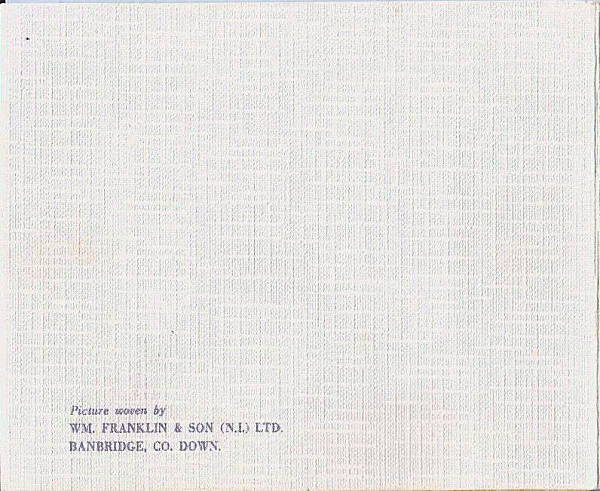 Picture woven by
WM. FRANKLIN & SON (N.I.) LTD.
BANBRIDGE, CO. DOWN.